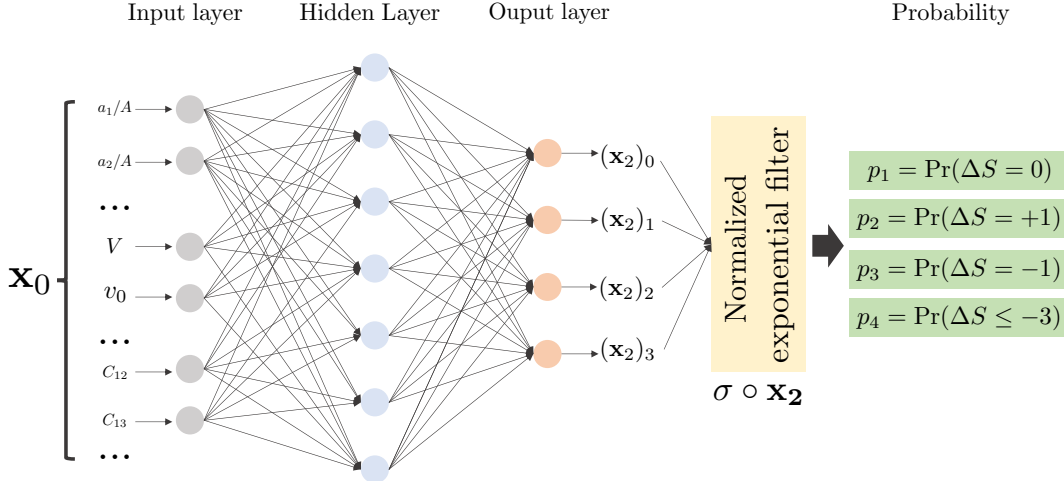 Input layer
Hidden Layer
Ouput layer
Probability
x₀
a₁/A
a₂/A
...
V
v₀
...
C₁₂
C₁₃
...
(x₂)₀
(x₂)₁
(x₂)₂
(x₂)₃
Normalized
exponential filter
σ ∘ x₂
p₁ = Pr(ΔS = 0)
p₂ = Pr(ΔS = +1)
p₃ = Pr(ΔS = −1)
p₄ = Pr(ΔS ≤ −3)